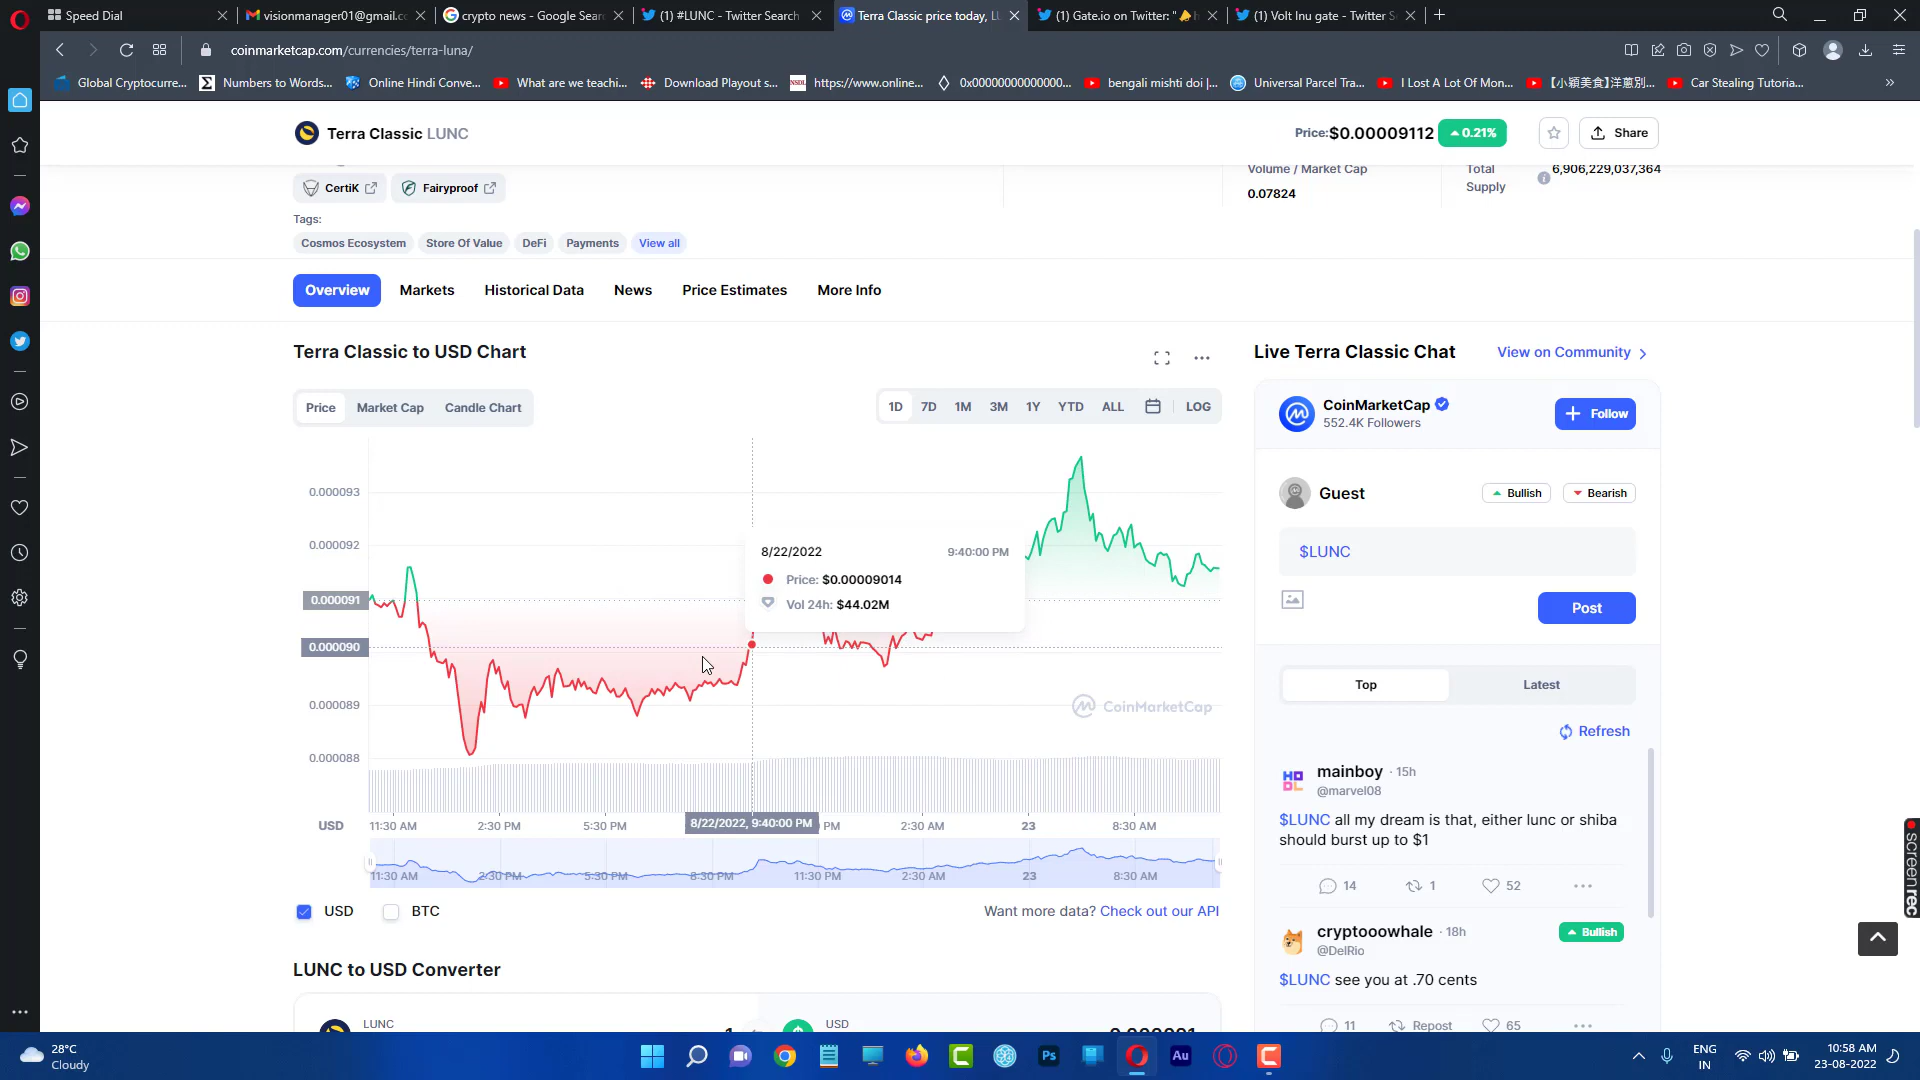 Speed Dial
visionmanager01@gmail.c
crypto news - Google Sear
(1) #LUNC - Twitter Search
Terra Classic price today, L
(1) Gate.io on Twitter: "
(1) Volt Inu gate - Twitter S
coinmarketcap.com/currencies/terra-luna/
Global Cryptocurre...
Numbers to Words...
Online Hindi Conve...
What are we teachi...
Download Playout s...
NSDL
https://www.online...
0x00000000000000...
bengali mishti doi |...
Universal Parcel Tra...
I Lost A Lot Of Mon...
【小穎美食】洋蔥別...
Car Stealing Tutoria...
Terra Classic LUNC
Price:$0.00009112
0.21%
Share
Volume / Market Cap
0.07824
Total
Supply
6,906,229,037,364
CertiK
Fairyproof
Tags:
Cosmos Ecosystem
Store Of Value
DeFi
Payments
View all
Overview
Markets
Historical Data
News
Price Estimates
More Info
Terra Classic to USD Chart
Price
Market Cap
Candle Chart
1D
7D
1M
3M
1Y
YTD
ALL
LOG
0.000093
0.000092
0.000091
0.000090
0.000089
0.000088
8/22/2022
9:40:00 PM
Price: $0.00009014
Vol 24h: $44.02M
CoinMarketCap
USD
11:30 AM
2:30 PM
5:30 PM
8/22/2022, 9:40:00 PM
PM
2:30 AM
23
8:30 AM
11:30 AM
2:30 PM
5:30 PM
8:30 PM
11:30 PM
2:30 AM
23
8:30 AM
USD
BTC
Want more data? Check out our API
LUNC to USD Converter
LUNC
USD
Live Terra Classic Chat
View on Community
CoinMarketCap
552.4K Followers
Follow
Guest
Bullish
Bearish
$LUNC
Post
Top
Latest
Refresh
HODL
mainboy · 15h
@marvel08
$LUNC all my dream is that, either lunc or shiba
should burst up to $1
14
1
52
cryptooowhale · 18h
@DelRio
Bullish
$LUNC see you at .70 cents
11
Repost
65
screenrec
28°C
Cloudy
Ps
Au
ENG
IN
10:58 AM
23-08-2022